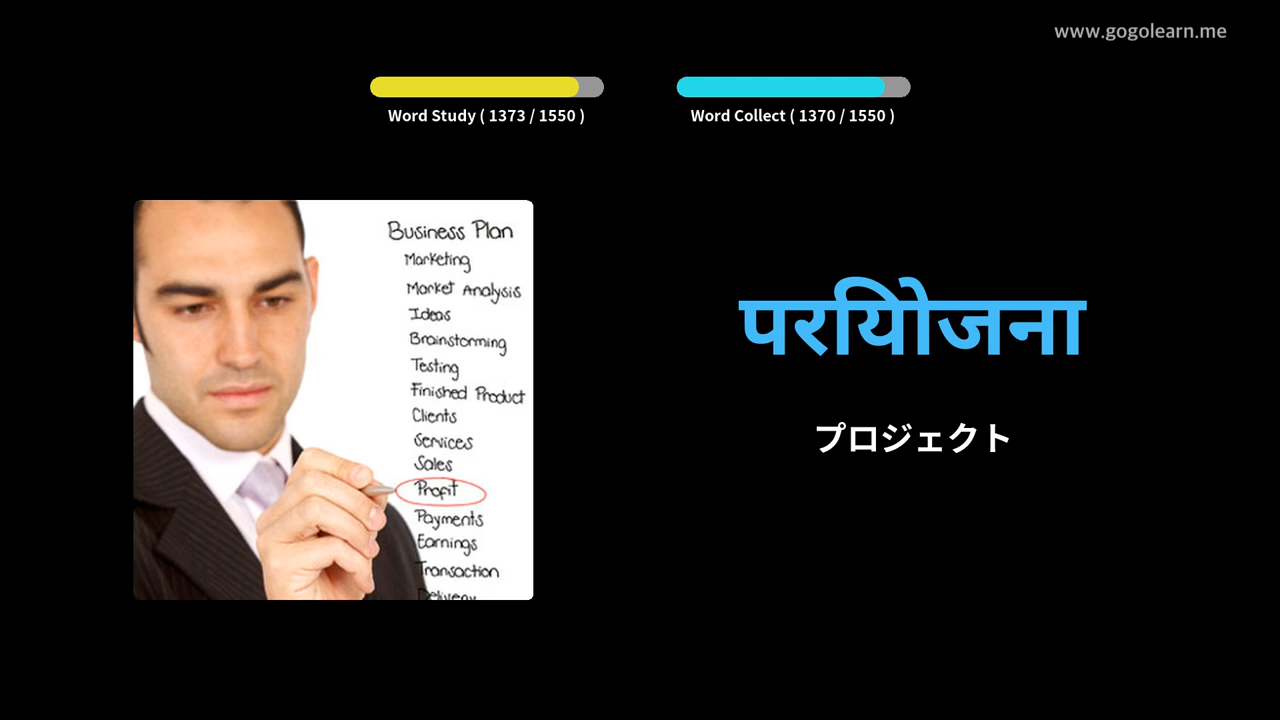 www.gogolearn.me
Word Study ( 1373 / 1550 )
Word Collect ( 1370 / 1550 )
Business Plan
Marketing
Market Analysis
Ideas
Brainstorming
Testing
Finished Product
Clients
Services
Sales
Profit
Payments
Earnings
Transaction
Delivery
परियोजना
プロジェクト